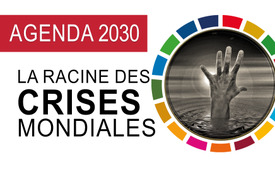 AGENDA 2030
LA RACINE DES
CRISES
MONDIALES